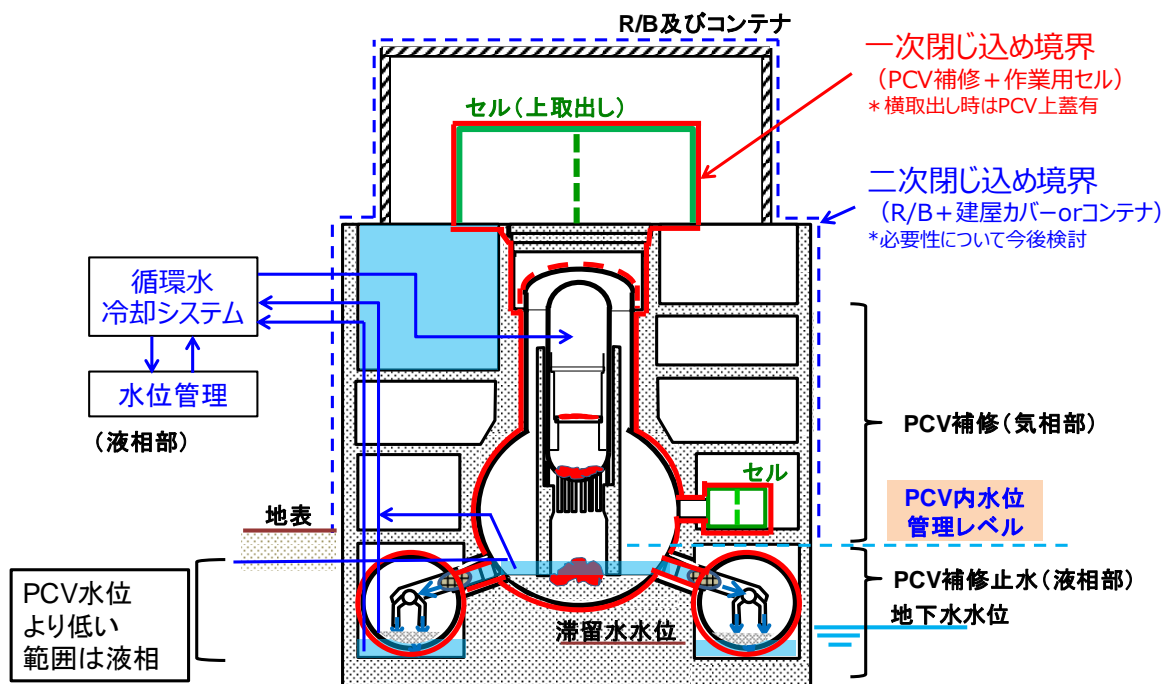 R/B及びコンテナ
一次閉じ込め境界
（PCV補修＋作業用セル）
＊横取出し時はPCV上蓋有
セル（上取出し）
二次閉じ込め境界
（R/B＋建屋カバーorコンテナ）
*必要性について今後検討
循環水
冷却システム
水位管理
（液相部）
PCV補修（気相部）
セル
PCV内水位
管理レベル
地表
PCV水位
より低い
範囲は液相
PCV補修止水（液相部）
地下水水位
滞留水水位